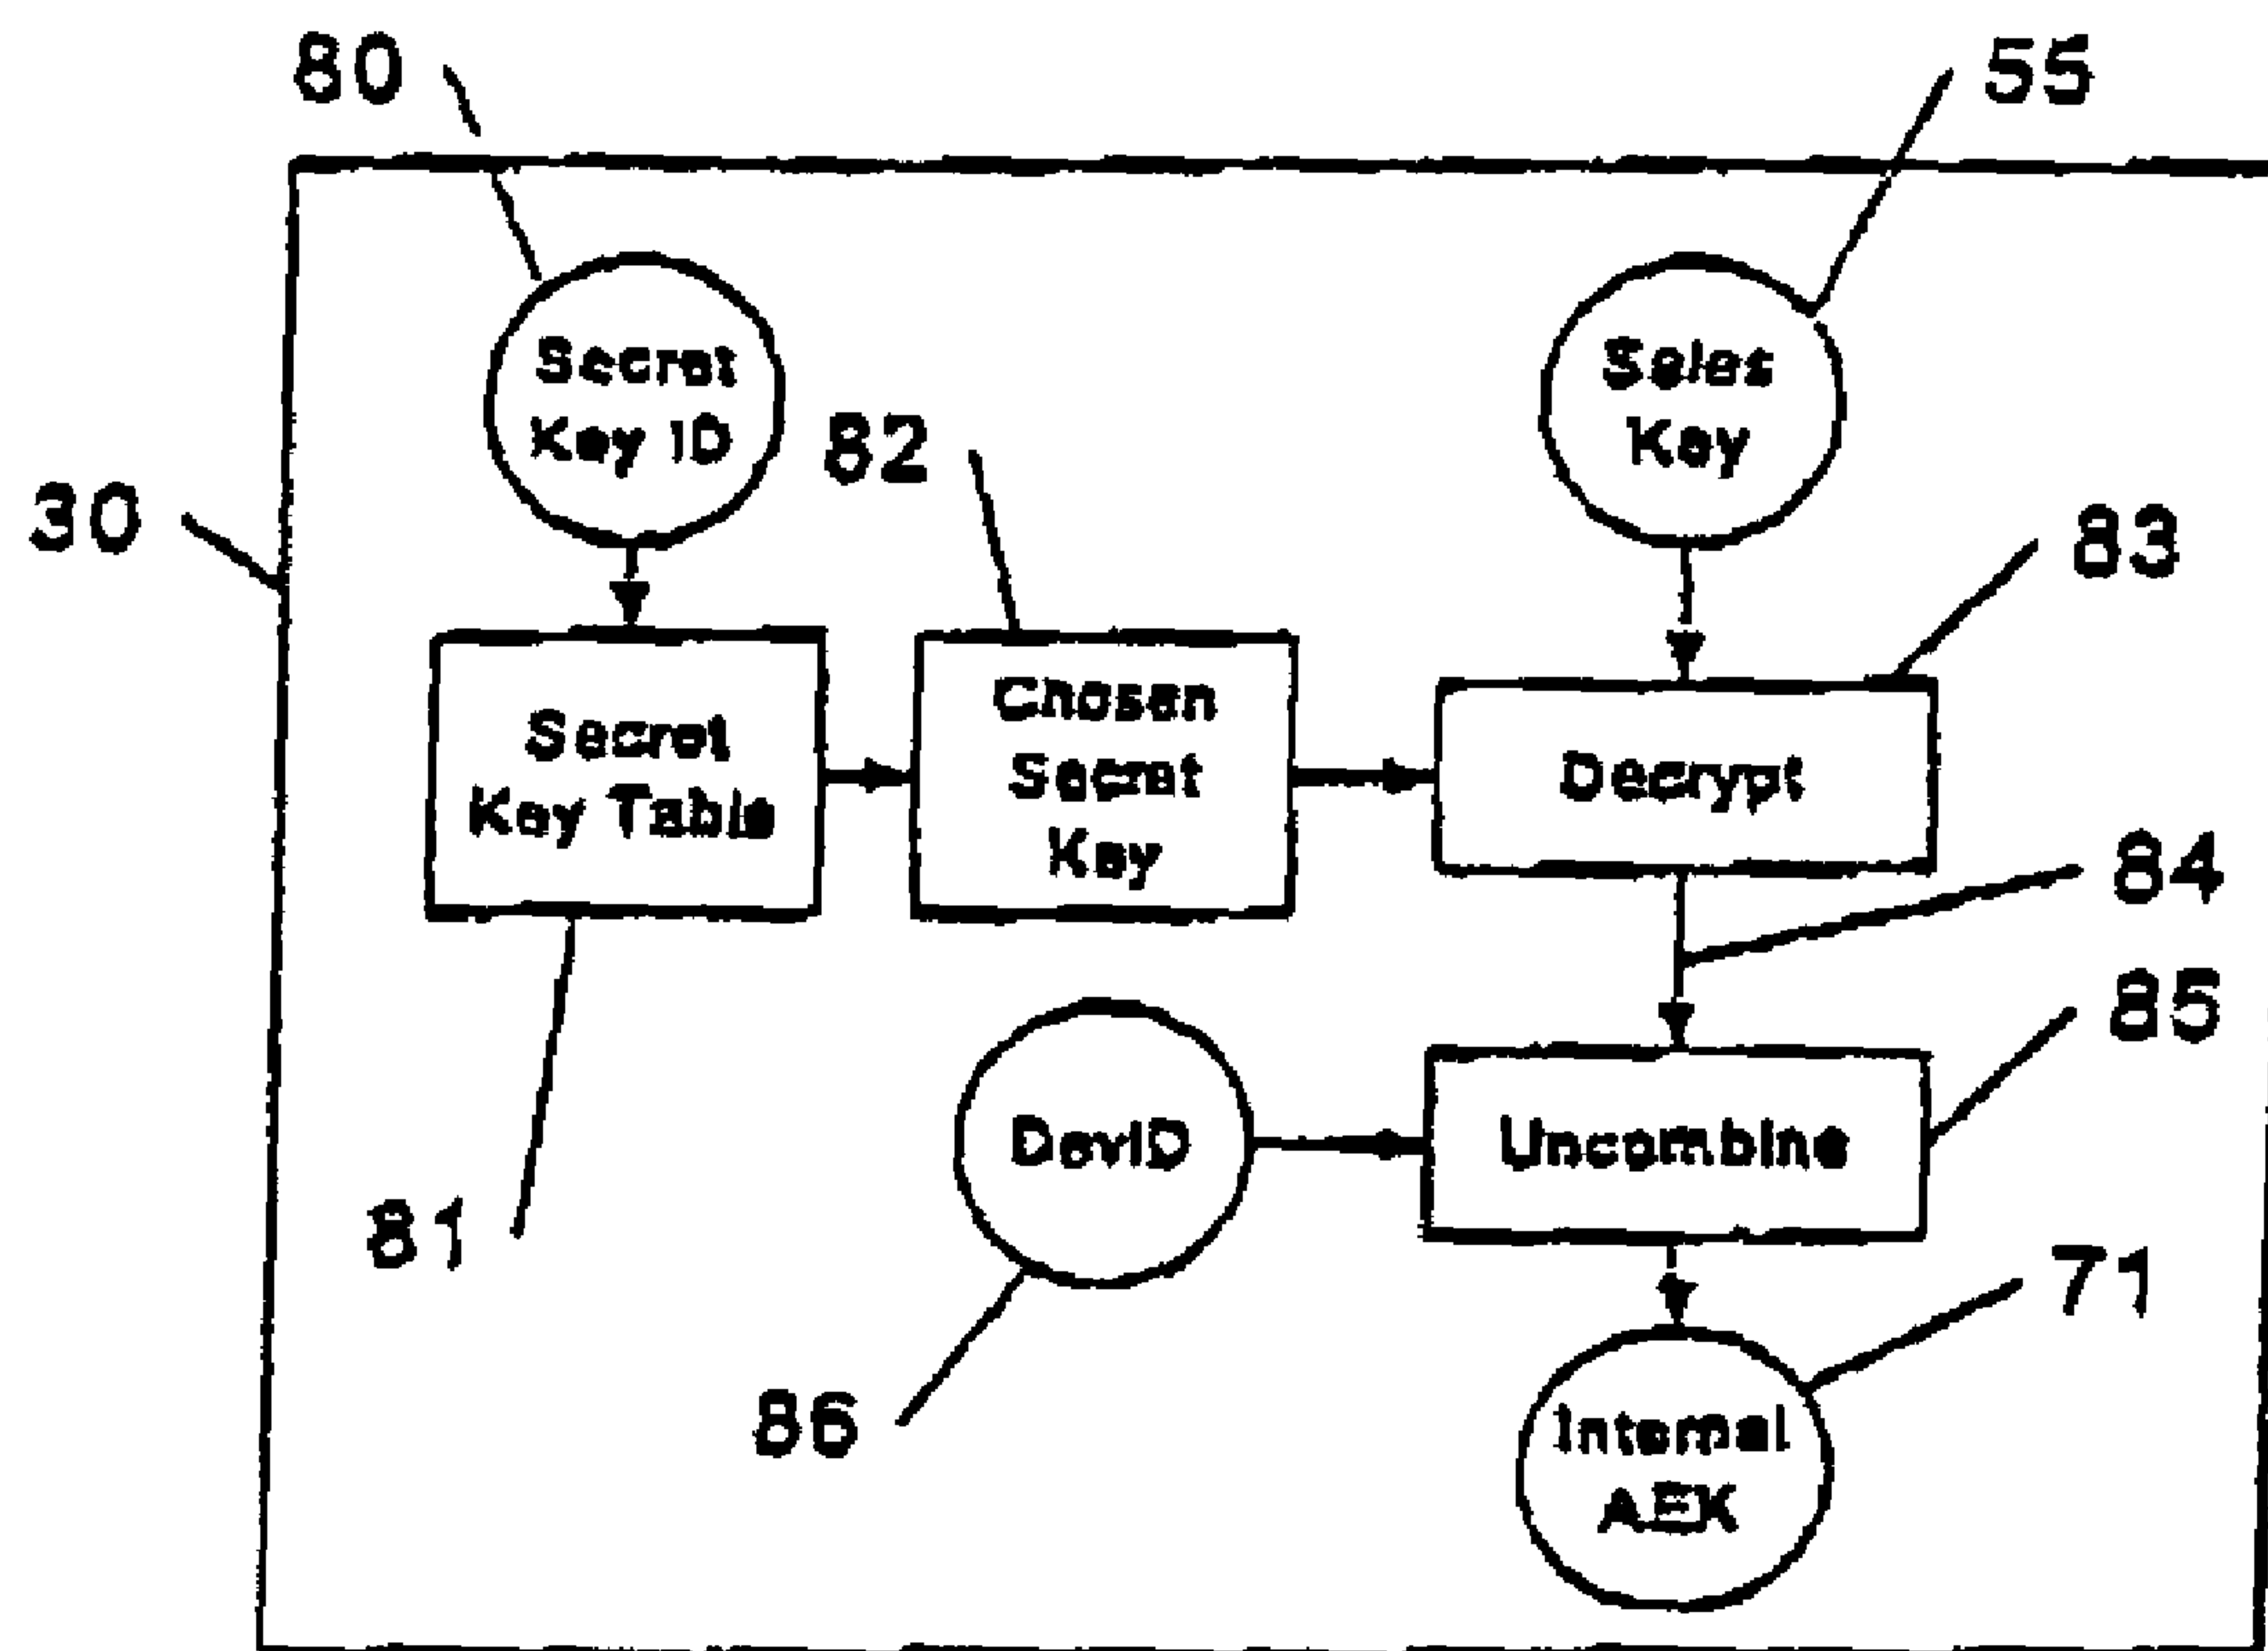 80
55
Secret
Key ID
Sales
Key
82
30
83
Secret
Key Table
Chosen
Secret
Key
Decrypt
84
85
DevID
Uncombine
81
71
86
Internal
AEK